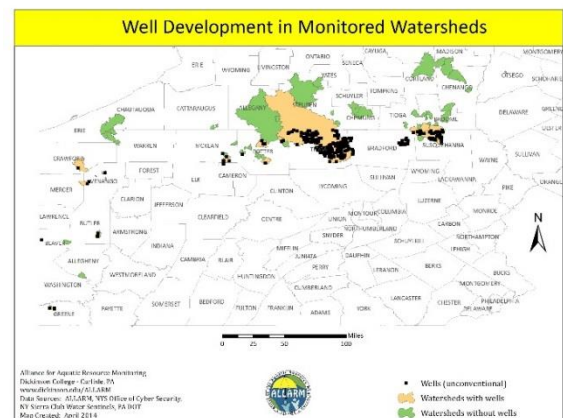 Well Development in Monitored Watersheds
ONTARIO
MADISON
MONTGOMERY
ERIE
WYOMING
LIVINGSTON
SENECA
YATES
CORTLAND
OTSEGO
CHENANGO
SCHUYLER
TOMPKINS
CHAUTAUQUA
CATTARAUGUS
ALLEGANY
STEUBEN
CHEMUNG
TIOGA
BROOME
DELAWARE
ERIE
WARREN
MCKEAN
POTTER
BRADFORD
SUSQUEHANNA
WAYNE
SULLIVAN
CRAWFORD
FOREST
ELK
CAMERON
SULLIVAN
WYOMING
LACKAWANNA
PIKE
MERCER
VENANGO
CLARION
JEFFERSON
CLINTON
LYCOMING
LUZERNE
MONROE
LAWRENCE
BUTLER
ARMSTRONG
CLEARFIELD
CENTRE
UNION
MONTOUR
COLUMBIA
CARBON
SNYDER
NORTHUMBERLAND
SCHUYLKILL
LEHIGH
NORTHAMPTON
BEAVER
INDIANA
MIFFLIN
ALLEGHENY
CAMBRIA
BLAIR
JUNIATA
DAUPHIN
BERKS
WESTMORELAND
HUNTINGDON
PERRY
LEBANON
BUCKS
MONTGOMERY
WASHINGTON
CUMBERLAND
LANCASTER
CHESTER
PHILADELPHIA
DELAWARE
GREENE
FAYETTE
SOMERSET
BEDFORD
FULTON
FRANKLIN
ADAMS
YORK
N
Miles
0 25 50 100
Alliance for Aquatic Resource Monitoring
Dickinson College - Carlisle, PA
www.dickinson.edu/ALLARM
Data Sources: ALLARM, NYS Office of Cyber Security,
NY Sierra Club Water Sentinels, PA DOT
Map Created: April 2014
ALLARM
Wells (unconventional)
Watersheds with wells
Watersheds without wells